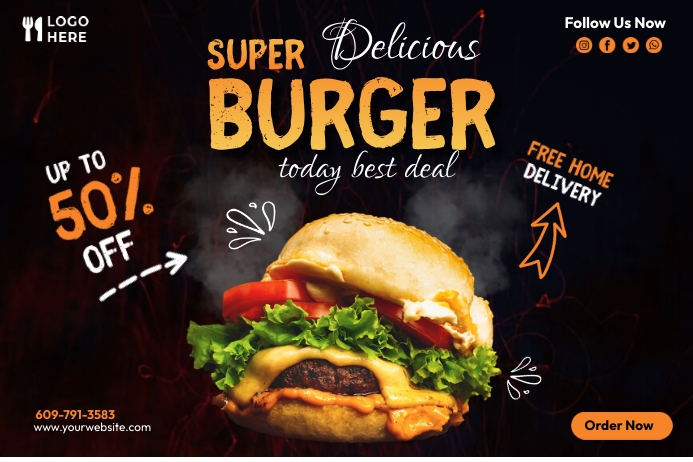 LOGO
HERE
Follow Us Now
SUPER Delicious
BURGER
today best deal
UP TO
50%
OFF
FREE HOME
DELIVERY
609-791-3583
www.yourwebsite.com
Order Now